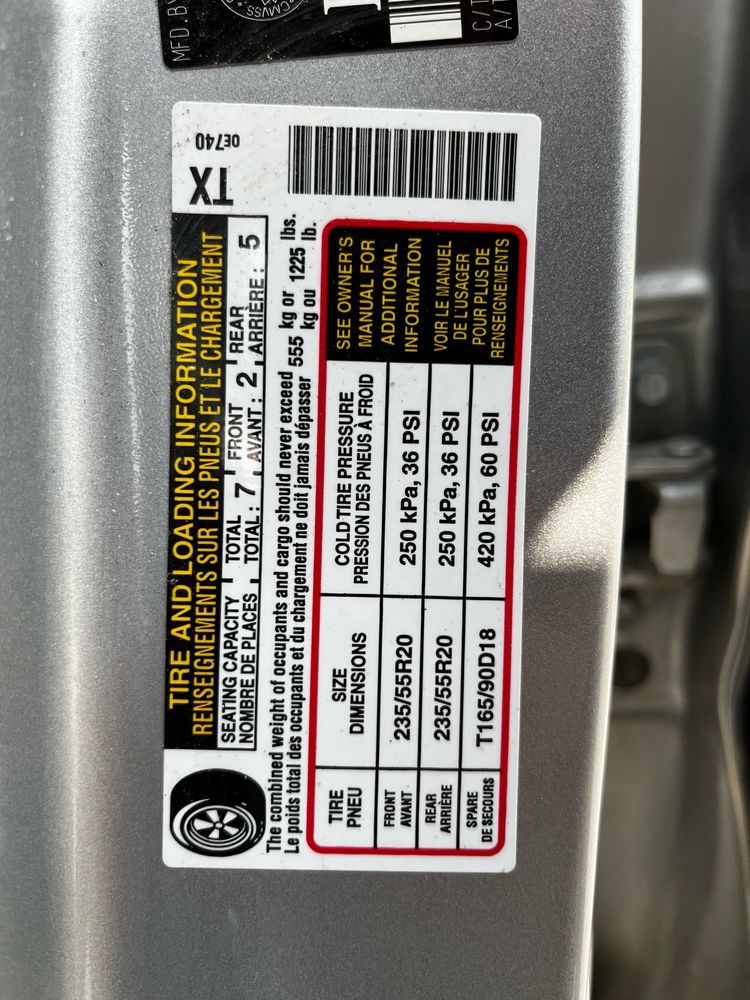 MFD.BY
CMVSS
C/T
A/T
TX
0E740
TIRE AND LOADING INFORMATION
RENSEIGNEMENTS SUR LES PNEUS ET LE CHARGEMENT
SEATING CAPACITY TOTAL FRONT REAR
NOMBRE DE PLACES TOTAL : 7 AVANT : 2 ARRIÈRE : 5
The combined weight of occupants and cargo should never exceed 555 kg or 1225 lbs.
Le poids total des occupants et du chargement ne doit jamais dépasser kg ou lb.
TIRE SIZE COLD TIRE PRESSURE
PNEU DIMENSIONS PRESSION DES PNEUS À FROID
FRONT AVANT 235/55R20 250 kPa, 36 PSI
REAR ARRIÈRE 235/55R20 250 kPa, 36 PSI
SPARE DE SECOURS T165/90D18 420 kPa, 60 PSI
SEE OWNER'S
MANUAL FOR
ADDITIONAL
INFORMATION
VOIR LE MANUEL
DE L'USAGER
POUR PLUS DE
RENSEIGNEMENTS